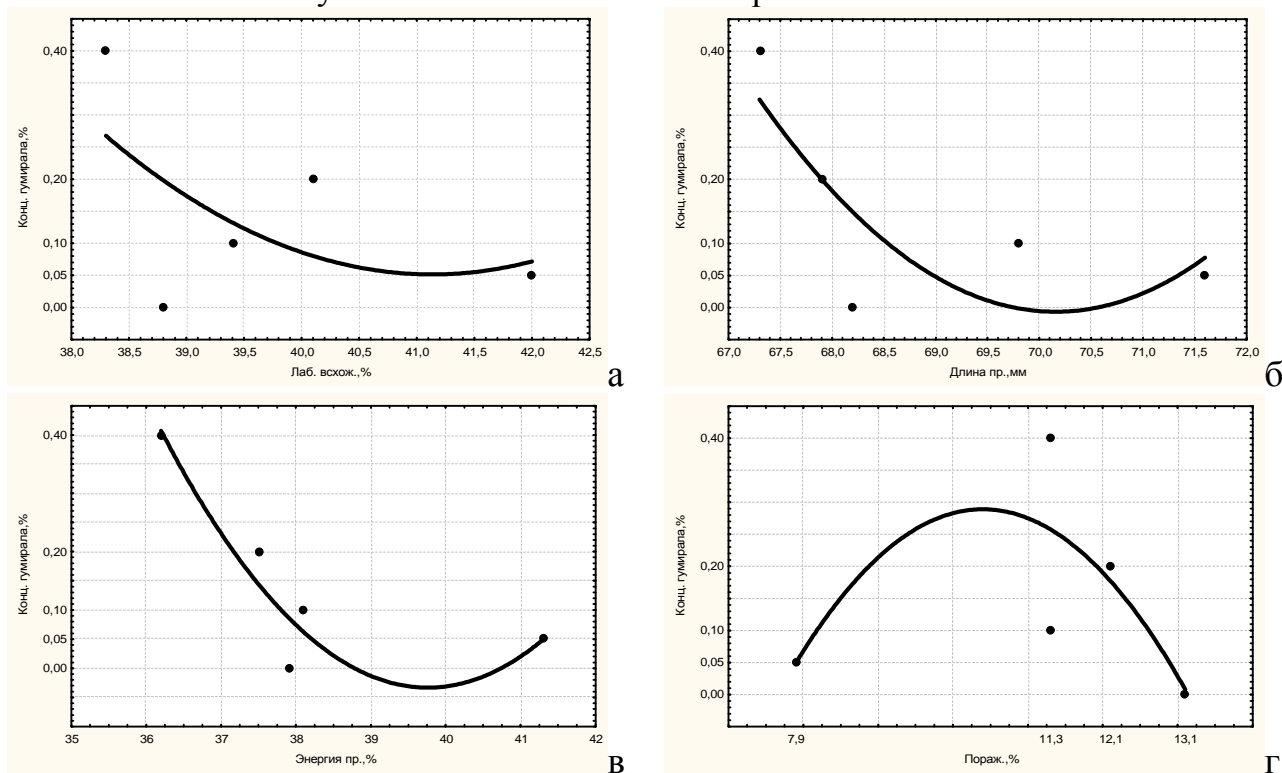 0,40
0,20
0,10
0,05
0,00
Конц. гумирала,%
38,0 38,5 39,0 39,5 40,0 40,5 41,0 41,5 42,0 42,5
Лаб. всхож.,%
а
0,40
0,20
0,10
0,05
0,00
Конц. гумирала,%
67,0 67,5 68,0 68,5 69,0 69,5 70,0 70,5 71,0 71,5 72,0
Длина пр.,мм
б
0,40
0,20
0,10
0,05
0,00
Конц. гумирала,%
35 36 37 38 39 40 41 42
Энергия пр.,%
в
0,40
0,20
0,10
0,05
0,00
Конц. гумирала,%
7,9 11,3 12,1 13,1
Пораж.,%
г